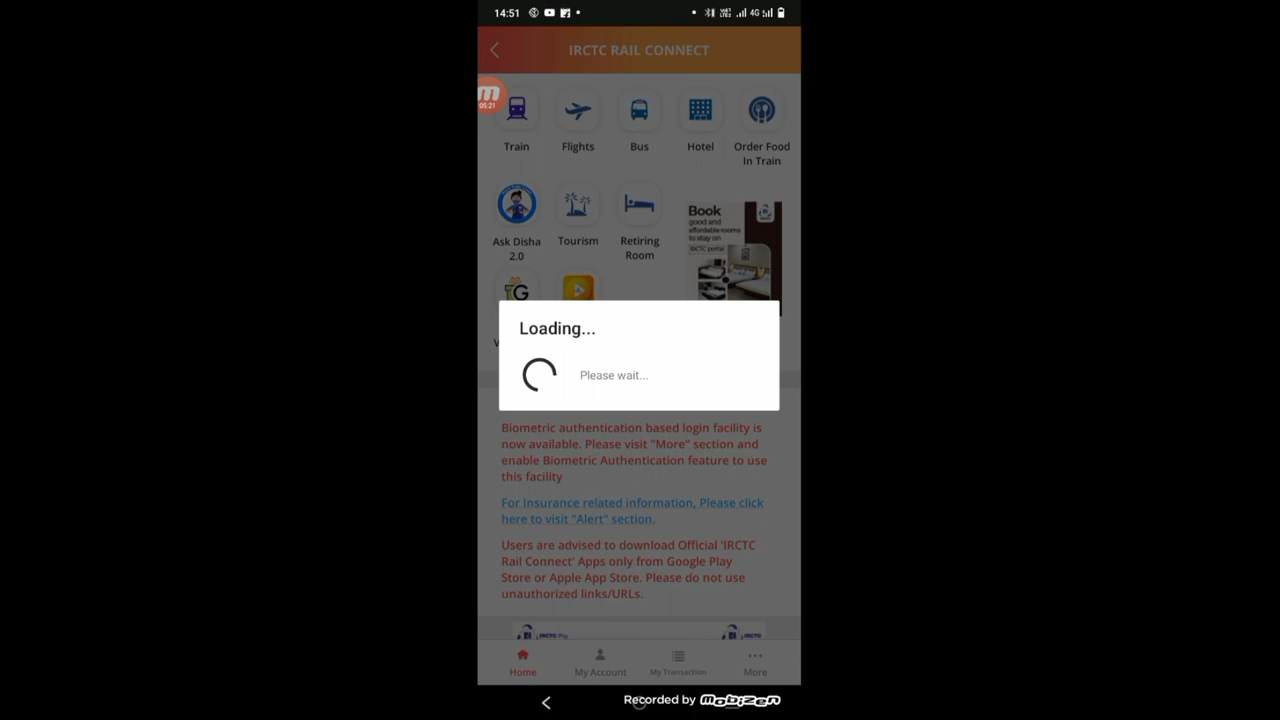 14:51
4G
IRCTC RAIL CONNECT
05:21
Train
Flights
Bus
Hotel
Order Food
In Train
Book
good and
affordable rooms
to stay on
IRCTC portal
Ask Disha
2.0
Tourism
Retiring
Room
G
V
Loading...
Please wait...
Biometric authentication based login facility is
now available. Please visit "More" section and
enable Biometric Authentication feature to use
this facility
For Insurance related information, Please click
here to visit "Alert" section.
Users are advised to download Official 'IRCTC
Rail Connect' Apps only from Google Play
Store or Apple App Store. Please do not use
unauthorized links/URLs.
IRCTC
IRCTC
Home
My Account
My Transaction
More
Recorded by Mobizen